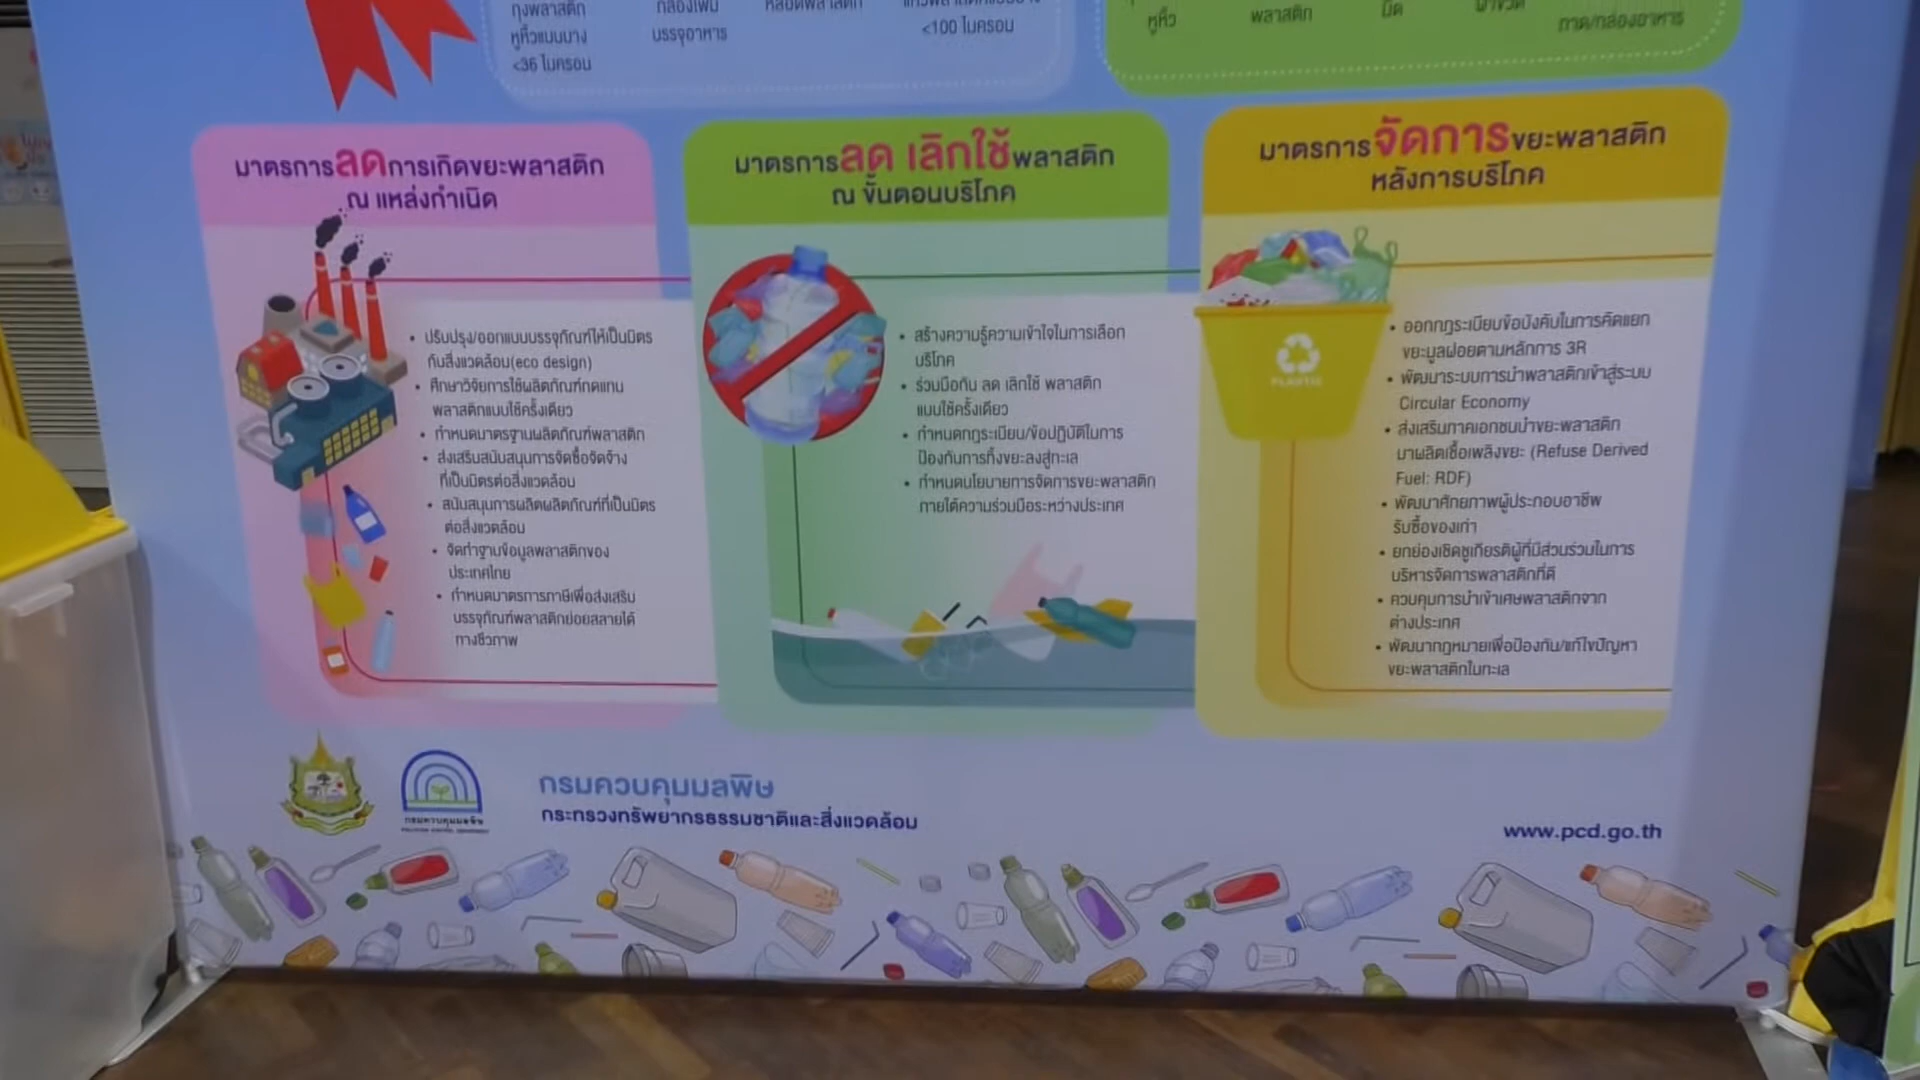 ถุงพลาสติก
หูหิ้วแบบบาง
<36 ไมครอน
กล่องโฟม
บรรจุอาหาร
หลอดพลาสติก
<100 ไมครอน
หูหิ้ว
พลาสติก
มีด
ฝาขวด
ถาด/กล่องอาหาร
มาตรการลดการเกิดขยะพลาสติก
ณ แหล่งกำเนิด
• ปรับปรุง/ออกแบบบรรจุภัณฑ์ให้เป็นมิตร
กับสิ่งแวดล้อม(eco design)
• ศึกษาวิจัยการใช้ผลิตภัณฑ์ทดแทน
พลาสติกแบบใช้ครั้งเดียว
• กำหนดมาตรฐานผลิตภัณฑ์พลาสติก
• ส่งเสริมสนับสนุนการจัดซื้อจัดจ้าง
ที่เป็นมิตรต่อสิ่งแวดล้อม
• สนับสนุนการผลิตผลิตภัณฑ์ที่เป็นมิตร
ต่อสิ่งแวดล้อม
• จัดทำฐานข้อมูลพลาสติกของ
ประเทศไทย
• กำหนดมาตรการภาษีเพื่อส่งเสริม
บรรจุภัณฑ์พลาสติกย่อยสลายได้
ทางชีวภาพ
มาตรการลด เลิกใช้พลาสติก
ณ ขั้นตอนบริโภค
• สร้างความรู้ความเข้าใจในการเลือก
บริโภค
• ร่วมมือกัน ลด เลิกใช้ พลาสติก
แบบใช้ครั้งเดียว
• กำหนดกฎระเบียบ/ข้อปฏิบัติในการ
ป้องกันการทิ้งขยะลงสู่ทะเล
• กำหนดนโยบายการจัดการขยะพลาสติก
ภายใต้ความร่วมมือระหว่างประเทศ
มาตรการจัดการขยะพลาสติก
หลังการบริโภค
PLASTIC
• ออกกฎระเบียบข้อบังคับในการคัดแยก
ขยะมูลฝอยตามหลักการ 3R
• พัฒนาระบบการนำพลาสติกเข้าสู่ระบบ
Circular Economy
• ส่งเสริมภาคเอกชนนำขยะพลาสติก
มาผลิตเชื้อเพลิงขยะ (Refuse Derived
Fuel: RDF)
• พัฒนาศักยภาพผู้ประกอบอาชีพ
รับซื้อของเก่า
• ยกย่องเชิดชูเกียรติผู้ที่มีส่วนร่วมในการ
บริหารจัดการพลาสติกที่ดี
• ควบคุมการนำเข้าเศษพลาสติกจาก
ต่างประเทศ
• พัฒนากฎหมายเพื่อป้องกัน/แก้ไขปัญหา
ขยะพลาสติกในทะเล
กรมควบคุมมลพิษ
กรมควบคุมมลพิษ
กระทรวงทรัพยากรธรรมชาติและสิ่งแวดล้อม
www.pcd.go.th